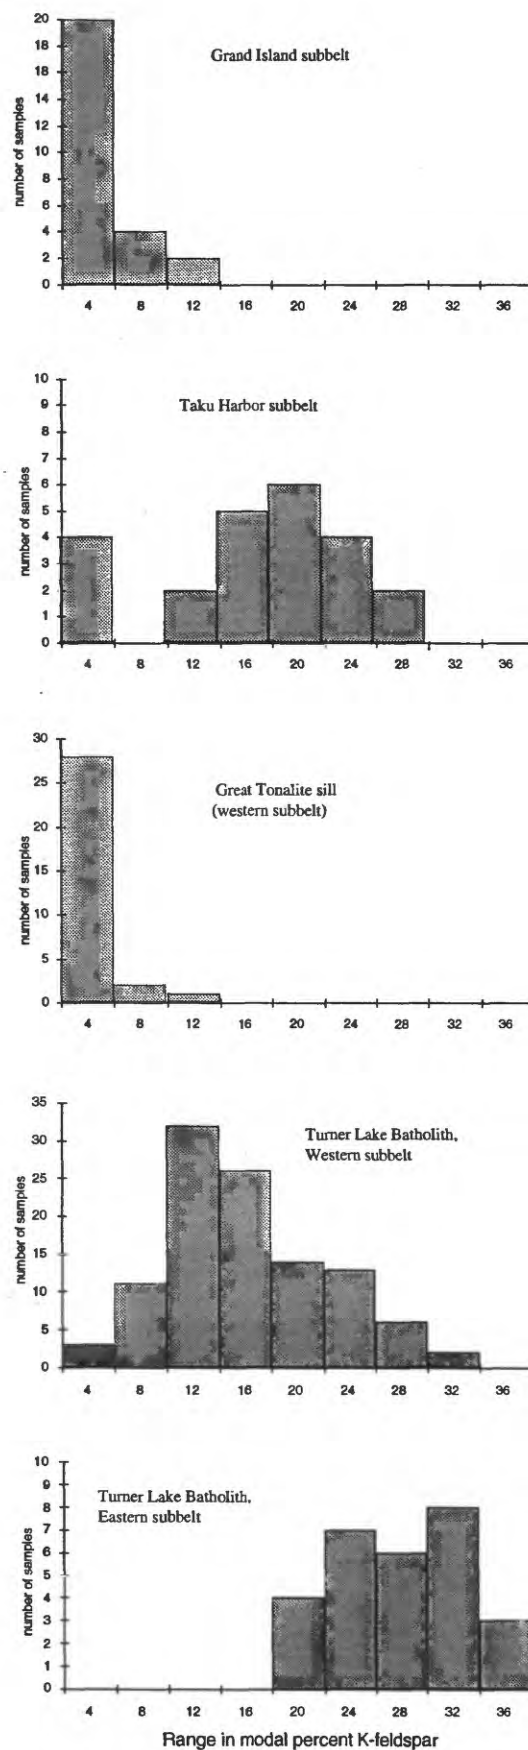 Grand Island subbelt
number of samples
20
18
16
14
12
10
8
6
4
2
0
4 8 12 16 20 24 28 32 36
Taku Harbor subbelt
number of samples
10
9
8
7
6
5
4
3
2
1
0
4 8 12 16 20 24 28 32 36
Great Tonalite sill
(western subbelt)
number of samples
30
25
20
15
10
5
0
4 8 12 16 20 24 28 32 36
Turner Lake Batholith,
Western subbelt
number of samples
35
30
25
20
15
10
5
0
4 8 12 16 20 24 28 32 36
Turner Lake Batholith,
Eastern subbelt
number of samples
10
9
8
7
6
5
4
3
2
1
0
4 8 12 16 20 24 28 32 36
Range in modal percent K-feldspar